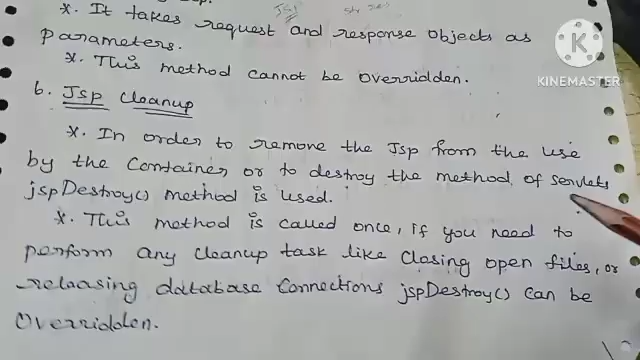 *. It takes request and response objects as
parameters.
*. This method cannot be overridden.
KINEMASTER
6. Jsp Cleanup
*. In order to remove the Jsp from the use
by the container or to destroy the method of servlets
jspDestroy() method is used.
*. This method is called once, if you need to
perform any cleanup task like closing open files, or
releasing database connections jspDestroy() can be
overridden.